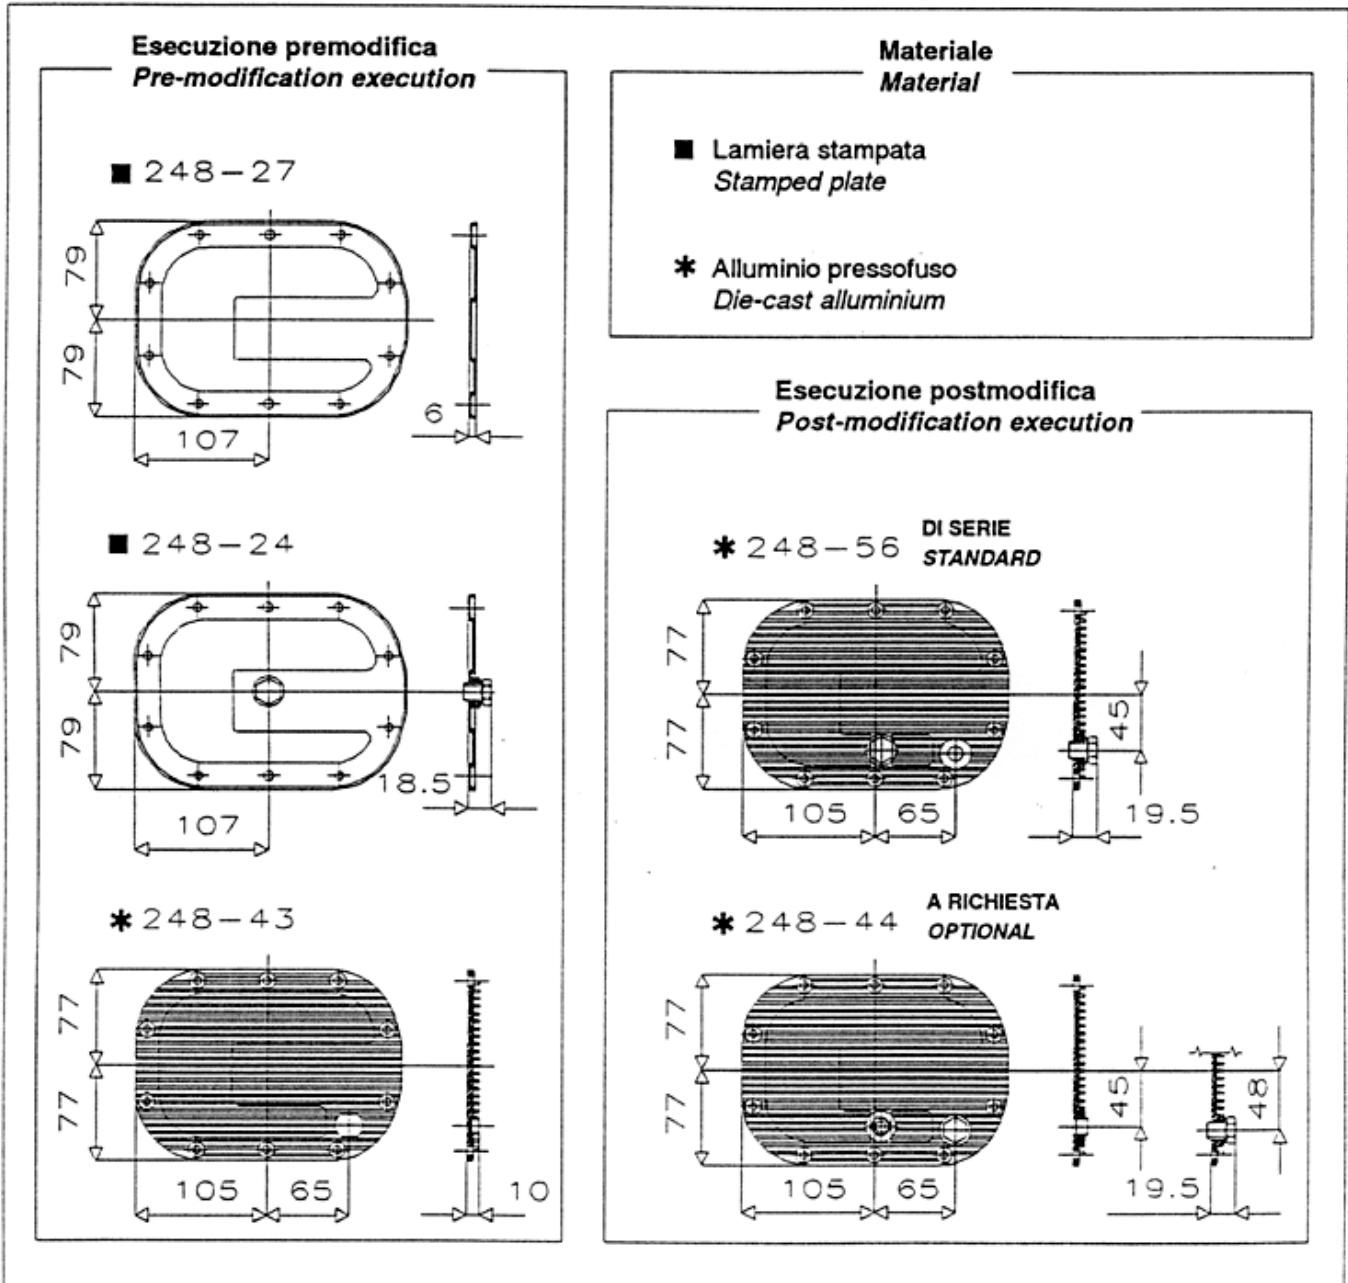 Esecuzione premodifica
Pre-modification execution
■ 248-27
79
79
107
6
■ 248-24
79
79
107
18.5
✱ 248-43
77
77
105
65
10
Materiale
Material
■ Lamiera stampata
Stamped plate
✱ Alluminio pressofuso
Die-cast alluminium
Esecuzione postmodifica
Post-modification execution
✱ 248-56 DI SERIE
STANDARD
77
77
105
65
45
19.5
✱ 248-44 A RICHIESTA
OPTIONAL
77
77
105
65
45
48
19.5